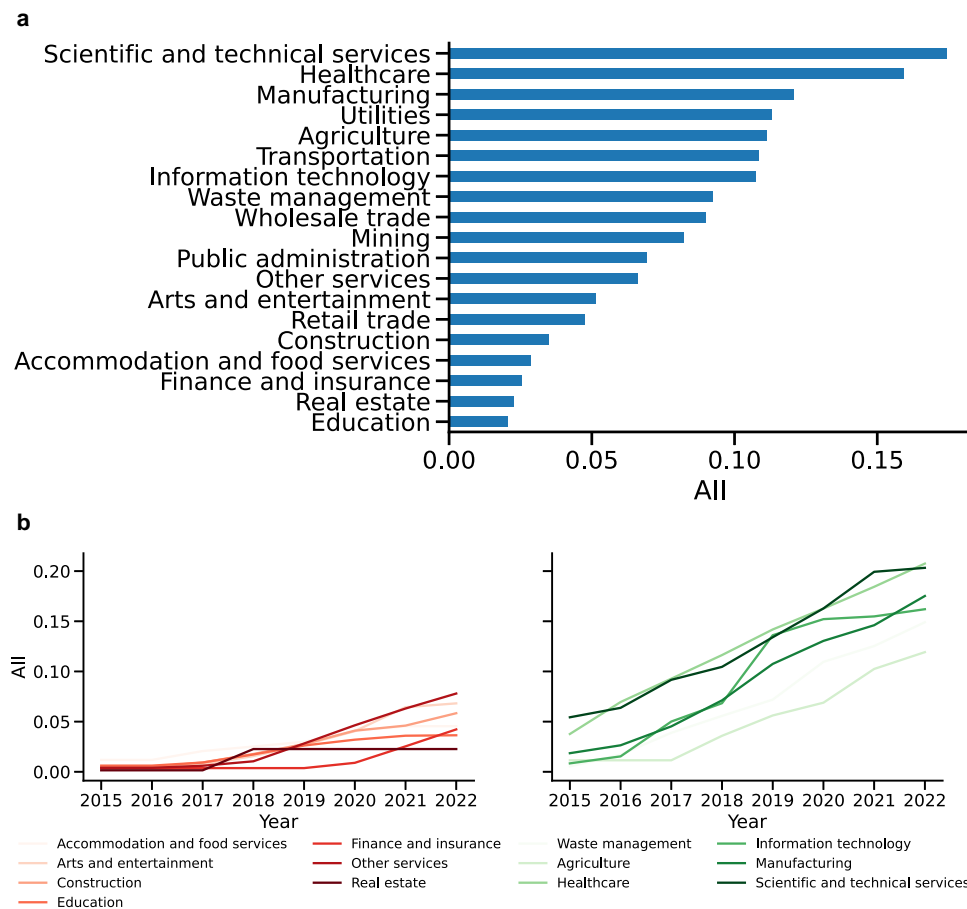 a
Scientific and technical services
Healthcare
Manufacturing
Utilities
Agriculture
Transportation
Information technology
Waste management
Wholesale trade
Mining
Public administration
Other services
Arts and entertainment
Retail trade
Construction
Accommodation and food services
Finance and insurance
Real estate
Education
0.00 0.05 0.10 0.15
AII
b
0.20
0.15
0.10
0.05
0.00
AII
2015 2016 2017 2018 2019 2020 2021 2022
Year
2015 2016 2017 2018 2019 2020 2021 2022
Year
Accommodation and food services
Arts and entertainment
Construction
Education
Finance and insurance
Other services
Real estate
Waste management
Agriculture
Healthcare
Information technology
Manufacturing
Scientific and technical services